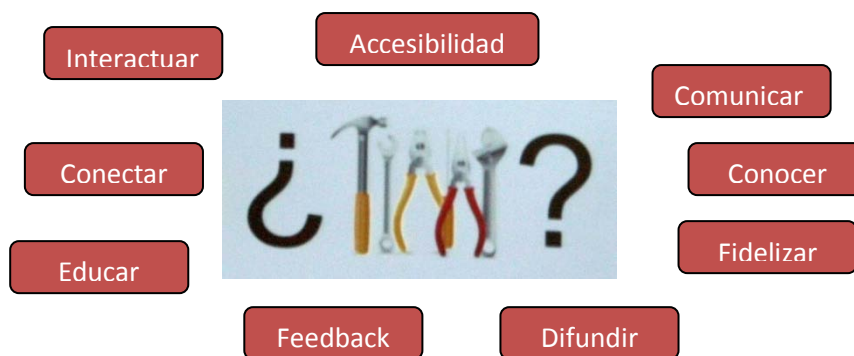 Accesibilidad
Interactuar
Comunicar
¿ ?
Conectar
Conocer
Fidelizar
Educar
Feedback
Difundir